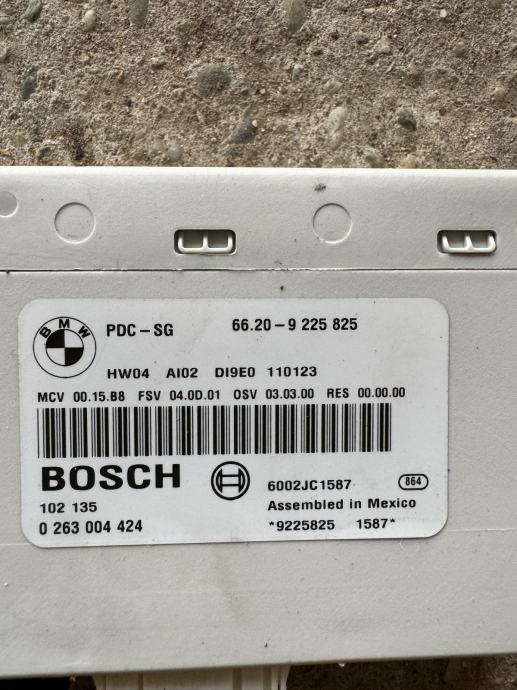 BMW
PDC-SG 66.20-9 225 825
HW04 AI02 DI9E0 110123
MCV 00.15.B8 FSV 04.0D.01 OSV 03.03.00 RES 00.00.00
BOSCH
6002JC1587 864
102 135 Assembled in Mexico
0 263 004 424 *9225825 1587*